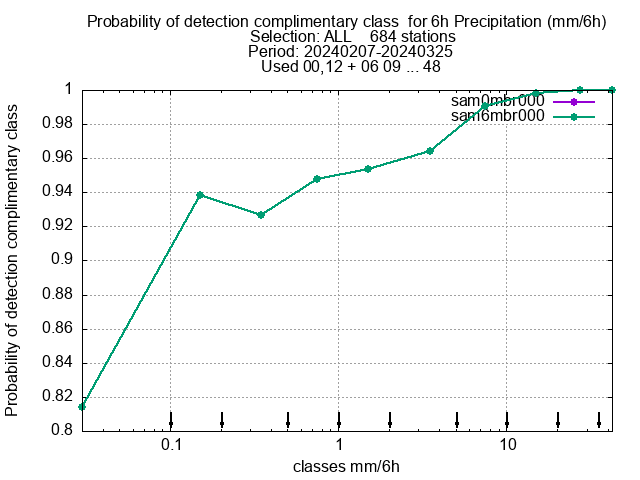 Probability of detection complimentary class  for 6h Precipitation (mm/6h)
Selection: ALL    684 stations
Period: 20240207-20240325
Used 00,12 + 06 09 ... 48
Probability of detection complimentary class
1
0.98
0.96
0.94
0.92
0.9
0.88
0.86
0.84
0.82
0.8
sam0mbr000
sam6mbr000
0.1
1
10
classes mm/6h